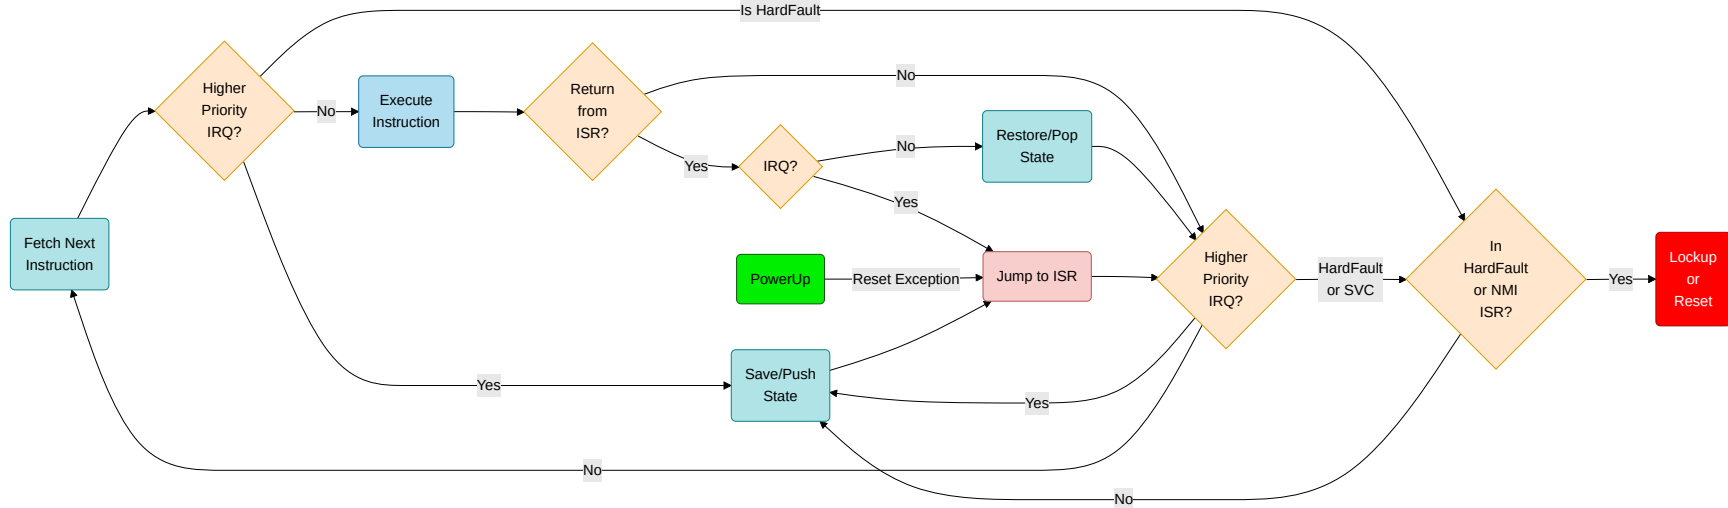 Is HardFault
Higher
Priority
IRQ?
No
Execute
Instruction
Return
from
ISR?
No
Yes
IRQ?
No
Restore/Pop
State
Yes
Fetch Next
Instruction
PowerUp
Reset Exception
Jump to ISR
Higher
Priority
IRQ?
HardFault
or SVC
In
HardFault
or NMI
ISR?
Yes
Lockup
or
Reset
Yes
Save/Push
State
Yes
No
No